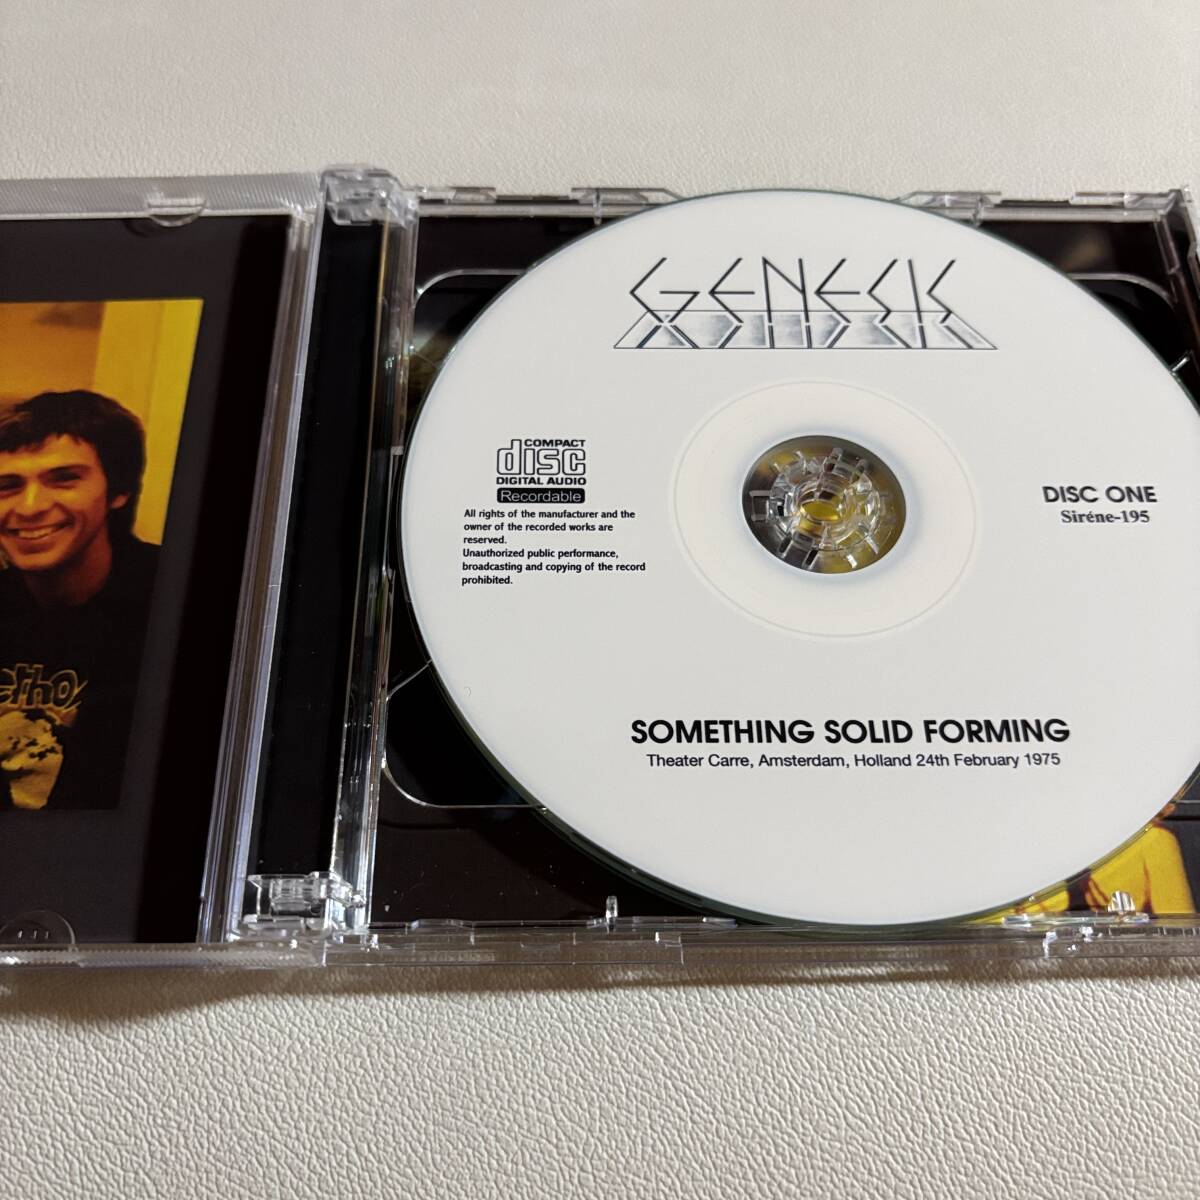 GENESIS
COMPACT
disc
DIGITAL AUDIO
Recordable
All rights of the manufacturer and the
owner of the recorded works are
reserved.
Unauthorized public performance,
broadcasting and copying of the record
prohibited.
DISC ONE
Siréne-195
SOMETHING SOLID FORMING
Theater Carre, Amsterdam, Holland 24th February 1975